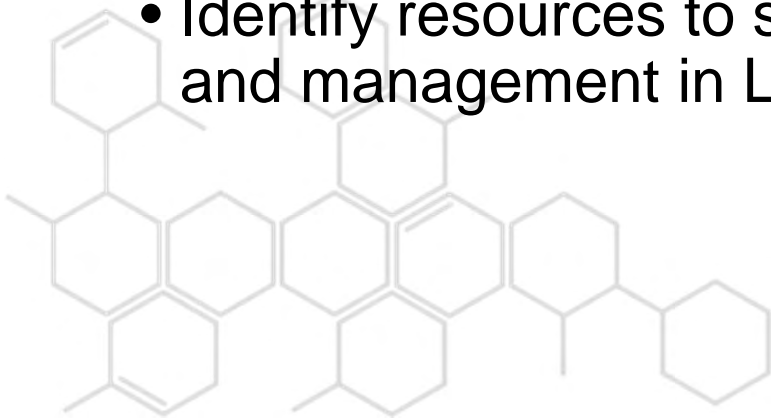 • Identify resources to s
and management in L